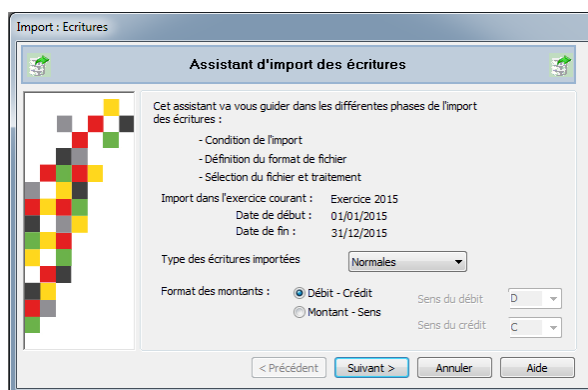 Import : Ecritures
Assistant d'import des écritures
Cet assistant va vous guider dans les différentes phases de l'import
des écritures :
- Condition de l'import
- Définition du format de fichier
- Sélection du fichier et traitement
Import dans l'exercice courant : Exercice 2015
Date de début : 01/01/2015
Date de fin : 31/12/2015
Type des écritures importées Normales
Format des montants : Débit - Crédit Sens du débit D
Montant - Sens Sens du crédit C
< Précédent Suivant > Annuler Aide